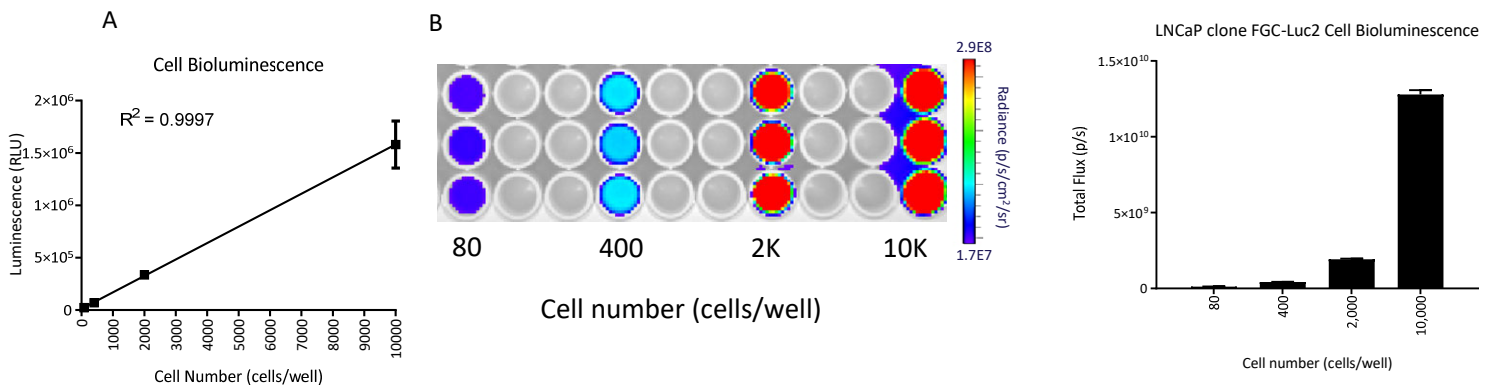 A
Cell Bioluminescence
R2 = 0.9997
Luminescence (RLU)
2×10⁶
1.5×10⁶
1×10⁶
5×10⁵
0
0
1000
2000
3000
4000
5000
6000
7000
8000
9000
10000
Cell Number (cells/well)
B
2.9E8
Radiance (p/s/cm²/sr)
1.7E7
80 400 2K 10K
Cell number (cells/well)
LNCaP clone FGC-Luc2 Cell Bioluminescence
Total Flux (p/s)
1.5×10¹⁰
1×10¹⁰
5×10⁹
0
80
400
2,000
10,000
Cell number (cells/well)